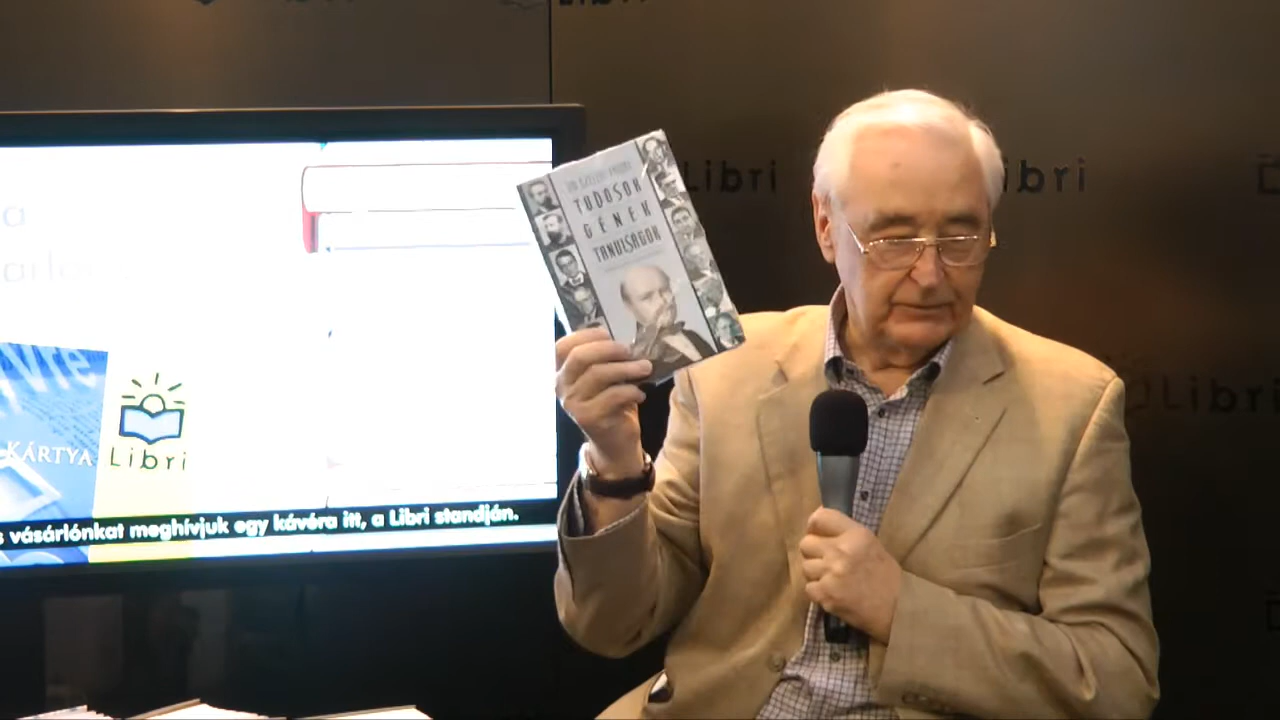 Libri
TUDÓSOK
GÉNEK
TANULSÁGOK
Libri
Libri
KÁRTYA
Libri
Libri
vásárlónkat meghívjuk egy kávéra itt, a Libri standján.